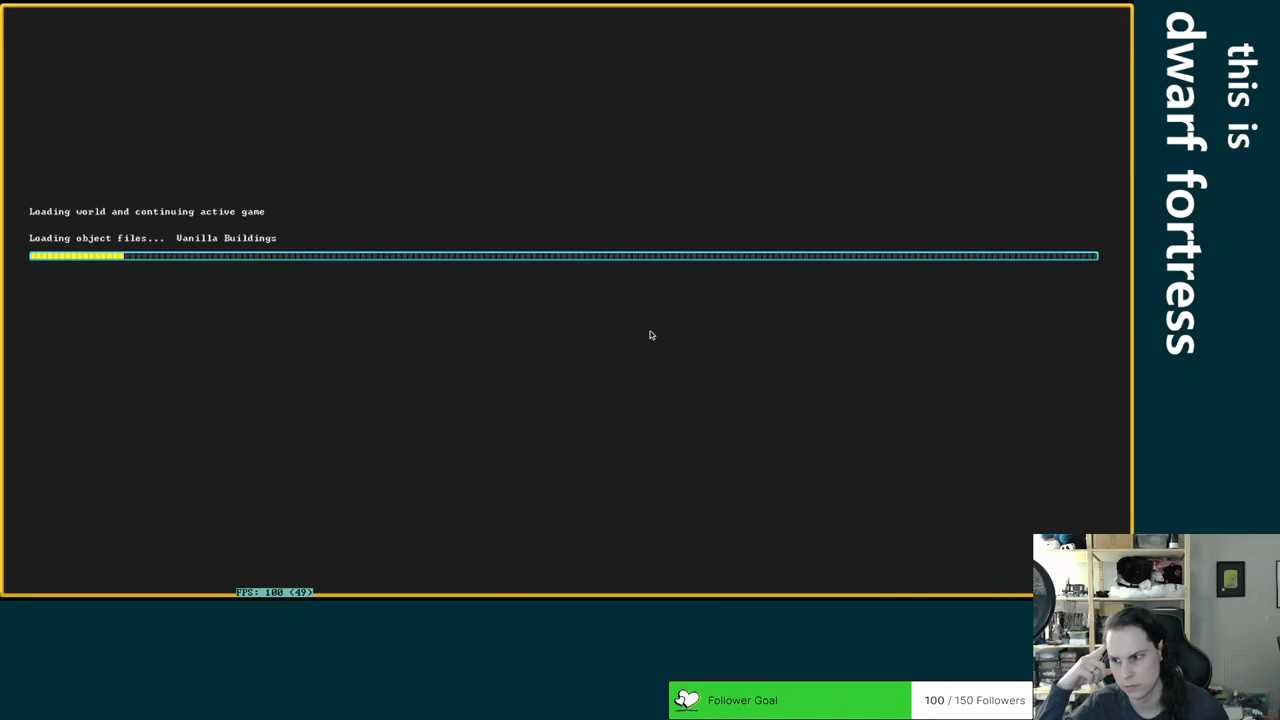 Loading world and continuing active game
Loading object files... Vanilla Buildings
FPS: 100 (49)
this is
dwarf fortress
Follower Goal
100 / 150 Followers